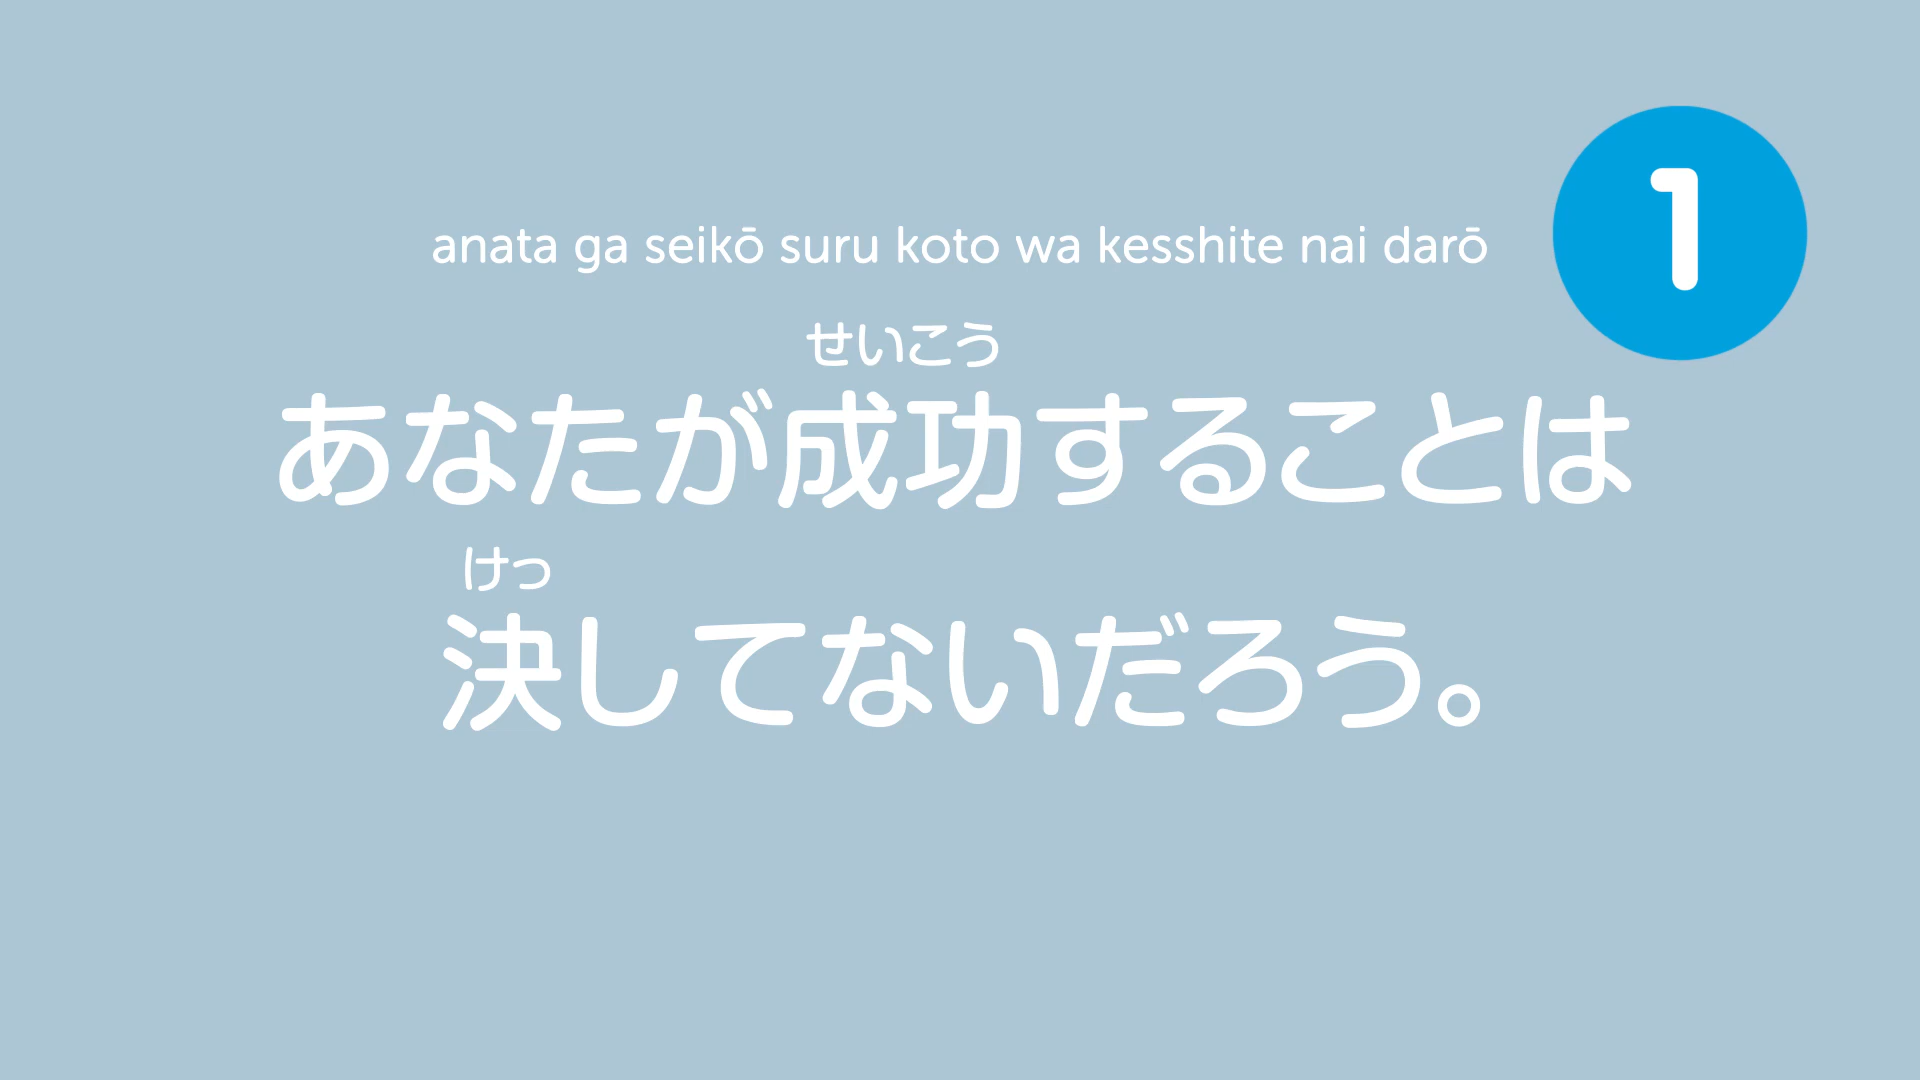 1
anata ga seikō suru koto wa kesshite nai darō
せいこう
あなたが成功することは
けっ
決してないだろう。